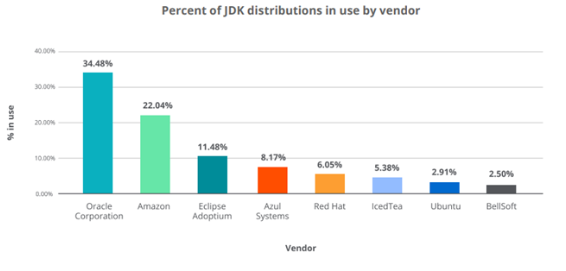 Percent of JDK distributions in use by vendor
40.00%
30.00%
20.00%
10.00%
0.00%
% in use
34.48%
22.04%
11.48%
8.17%
6.05%
5.38%
2.91%
2.50%
Oracle
Corporation
Amazon
Eclipse
Adoptium
Azul
Systems
Red Hat
IcedTea
Ubuntu
BellSoft
Vendor